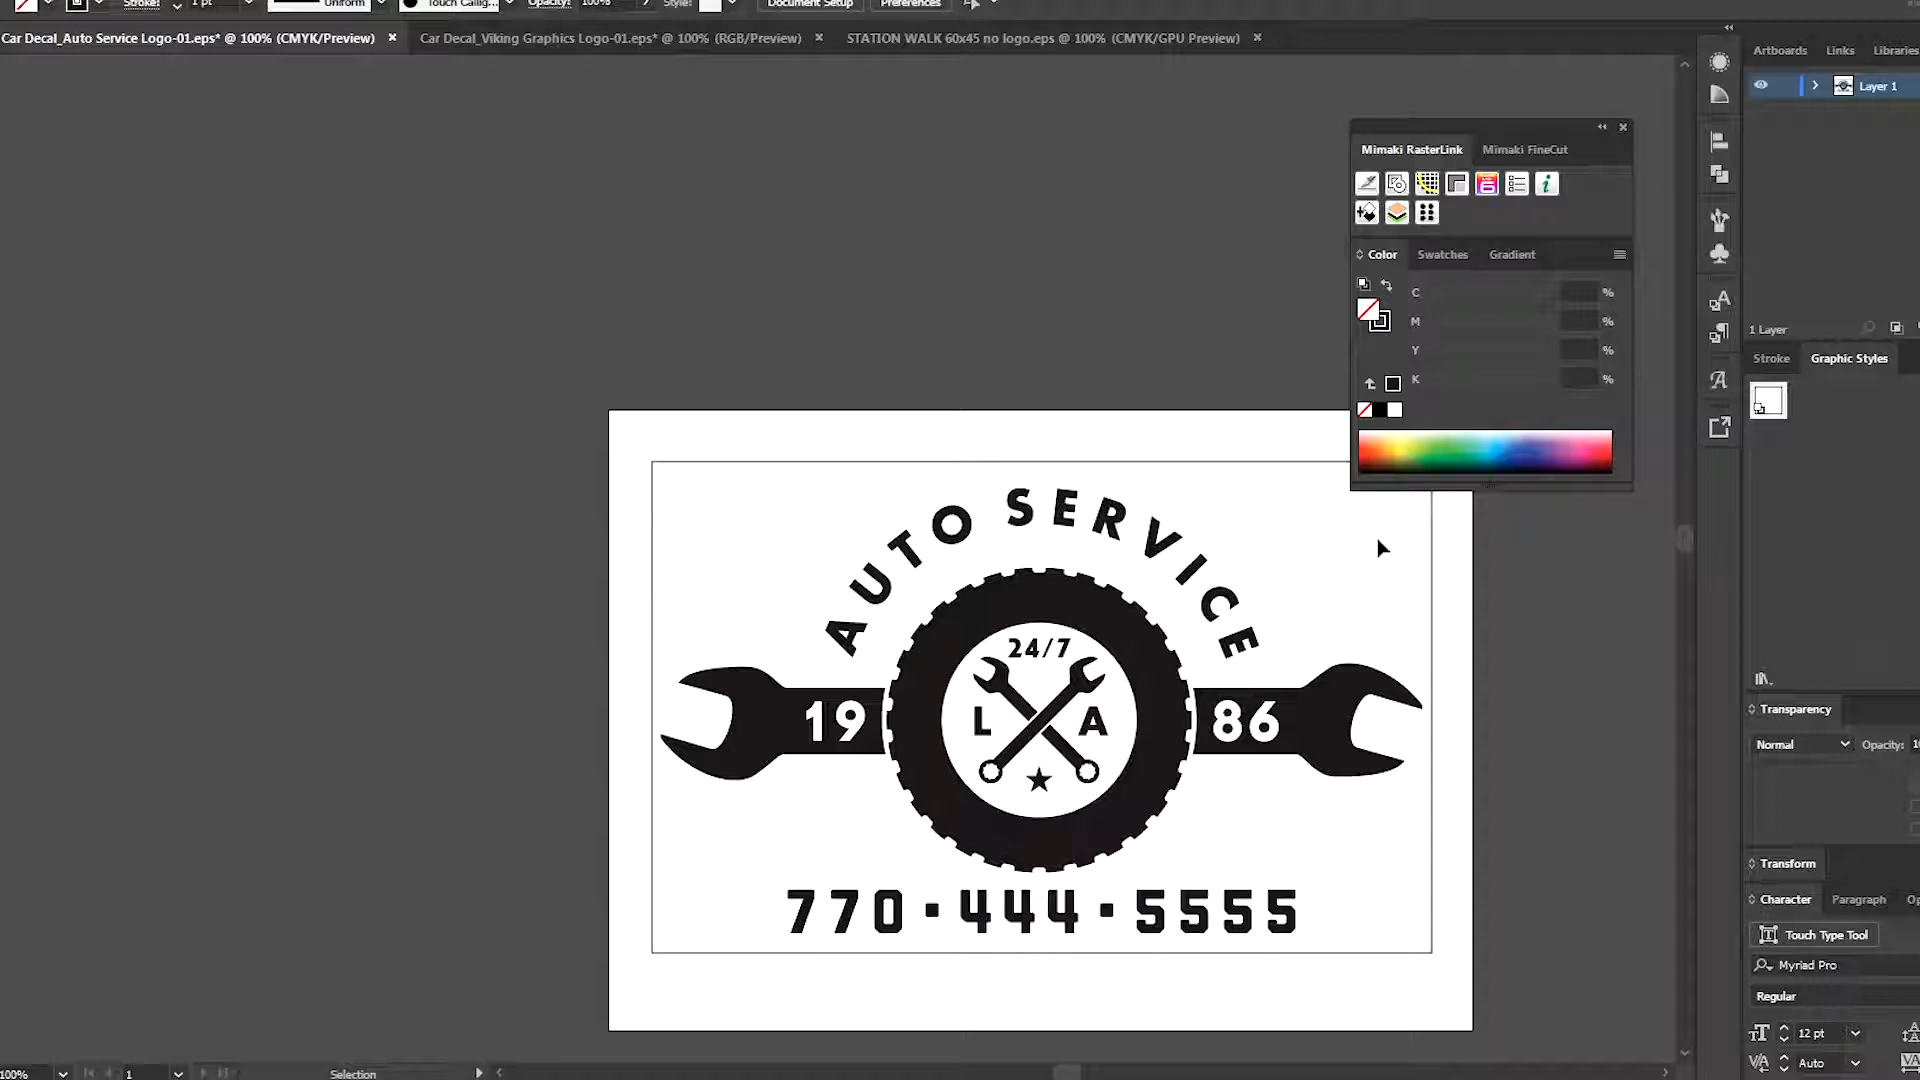 Stroke: 1 pt Uniform Touch Callig... Opacity: 100% Style: Document Setup Preferences
Car Decal_Auto Service Logo-01.eps* @ 100% (CMYK/Preview) × Car Decal_Viking Graphics Logo-01.eps* @ 100% (RGB/Preview) × STATION WALK 60x45 no logo.eps @ 100% (CMYK/GPU Preview) ×
Artboards Links Libraries
Layer 1
Mimaki RasterLink Mimaki FineCut
Color Swatches Gradient
C %
M %
Y %
K %
1 Layer
Stroke Graphic Styles
AUTO SERVICE
24/7
19 L A 86
770·444·5555
Transparency
Normal Opacity:
Transform
Character Paragraph Op
Touch Type Tool
Myriad Pro
Regular
12 pt
Auto
100% 1 Selection